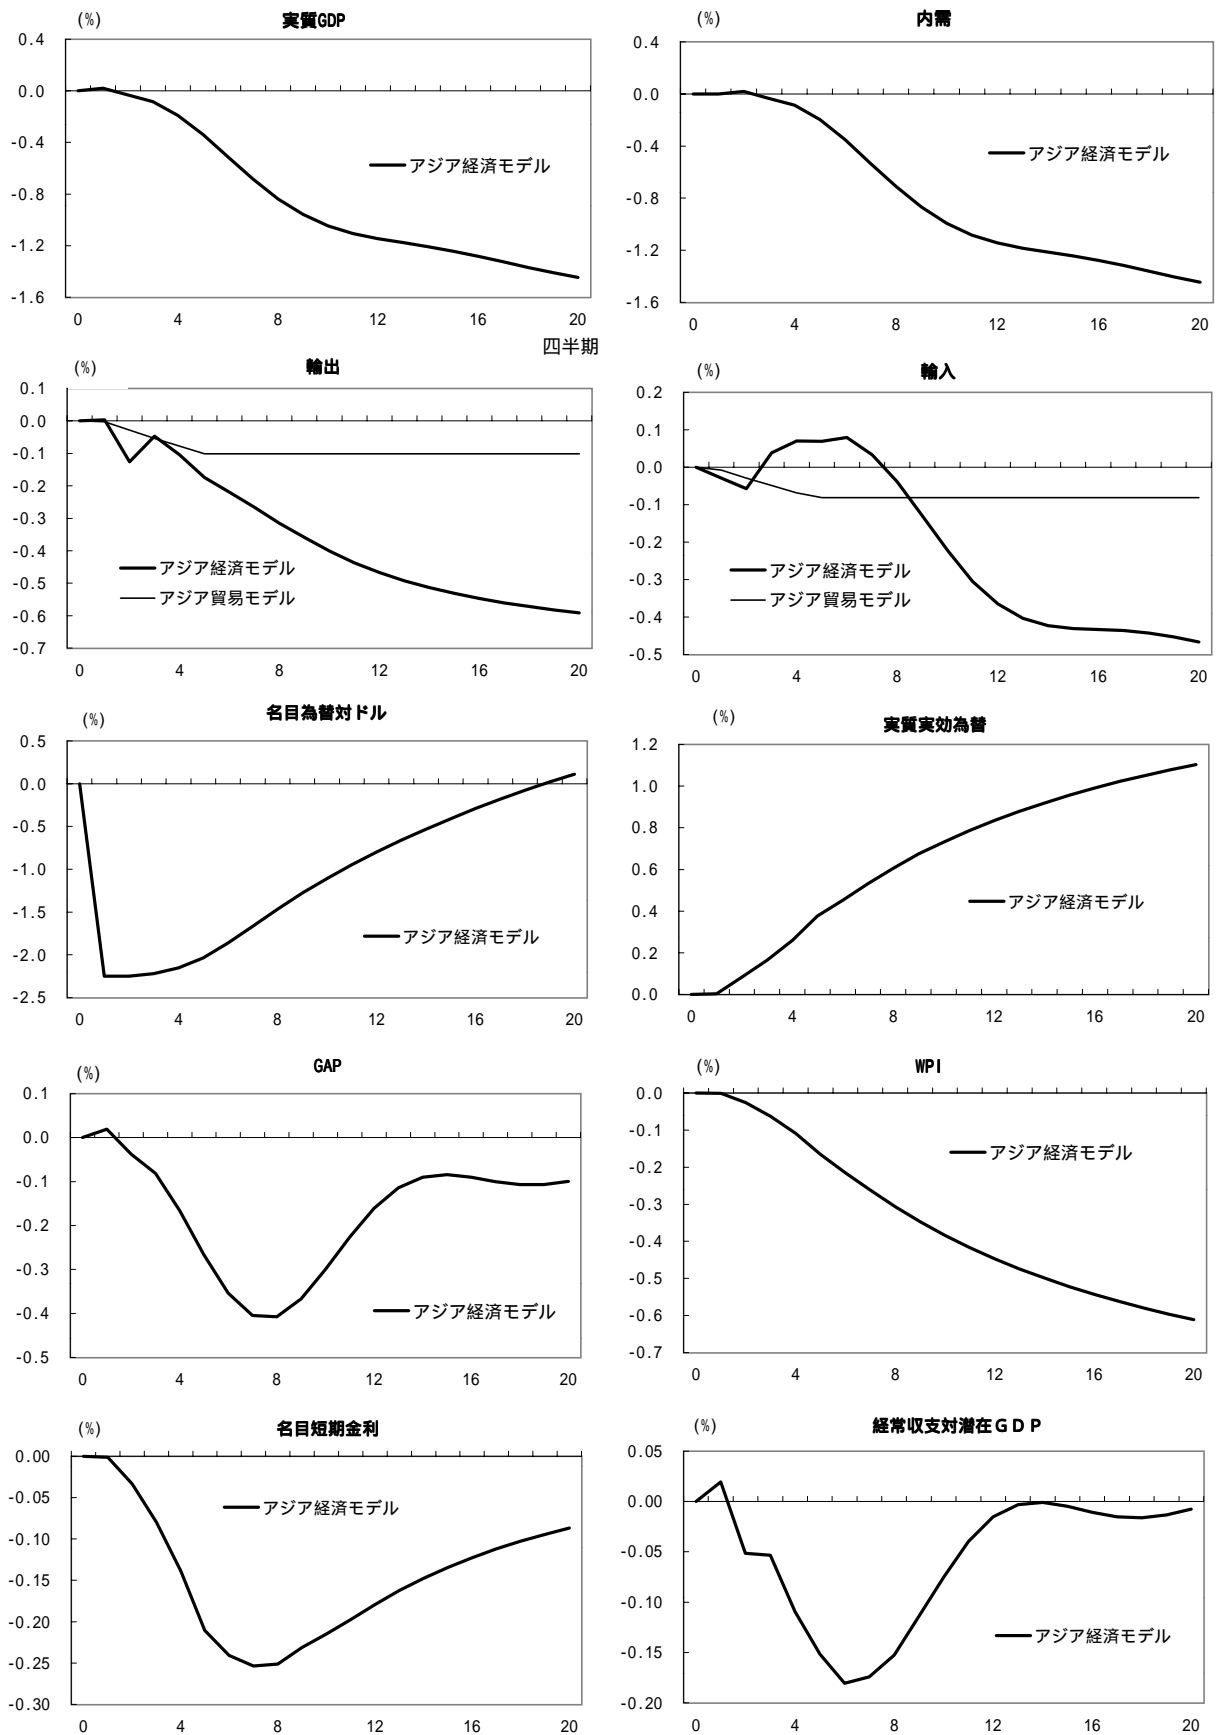 (%)
実質GDP
0.4
0.0
-0.4
-0.8
-1.2
-1.6
アジア経済モデル
0 4 8 12 16 20
四半期
(%)
内需
0.4
0.0
-0.4
-0.8
-1.2
-1.6
アジア経済モデル
0 4 8 12 16 20
(%)
輸出
0.1
0.0
-0.1
-0.2
-0.3
-0.4
-0.5
-0.6
-0.7
アジア経済モデル
アジア貿易モデル
0 4 8 12 16 20
(%)
輸入
0.2
0.1
0.0
-0.1
-0.2
-0.3
-0.4
-0.5
アジア経済モデル
アジア貿易モデル
0 4 8 12 16 20
(%)
名目為替対ドル
0.5
0.0
-0.5
-1.0
-1.5
-2.0
-2.5
アジア経済モデル
0 4 8 12 16 20
(%)
実質実効為替
1.2
1.0
0.8
0.6
0.4
0.2
0.0
アジア経済モデル
0 4 8 12 16 20
(%)
GAP
0.1
0.0
-0.1
-0.2
-0.3
-0.4
-0.5
アジア経済モデル
0 4 8 12 16 20
(%)
WPI
0.0
-0.1
-0.2
-0.3
-0.4
-0.5
-0.6
-0.7
アジア経済モデル
0 4 8 12 16 20
(%)
名目短期金利
0.00
-0.05
-0.10
-0.15
-0.20
-0.25
-0.30
アジア経済モデル
0 4 8 12 16 20
(%)
経常収支対潜在GDP
0.05
0.00
-0.05
-0.10
-0.15
-0.20
アジア経済モデル
0 4 8 12 16 20